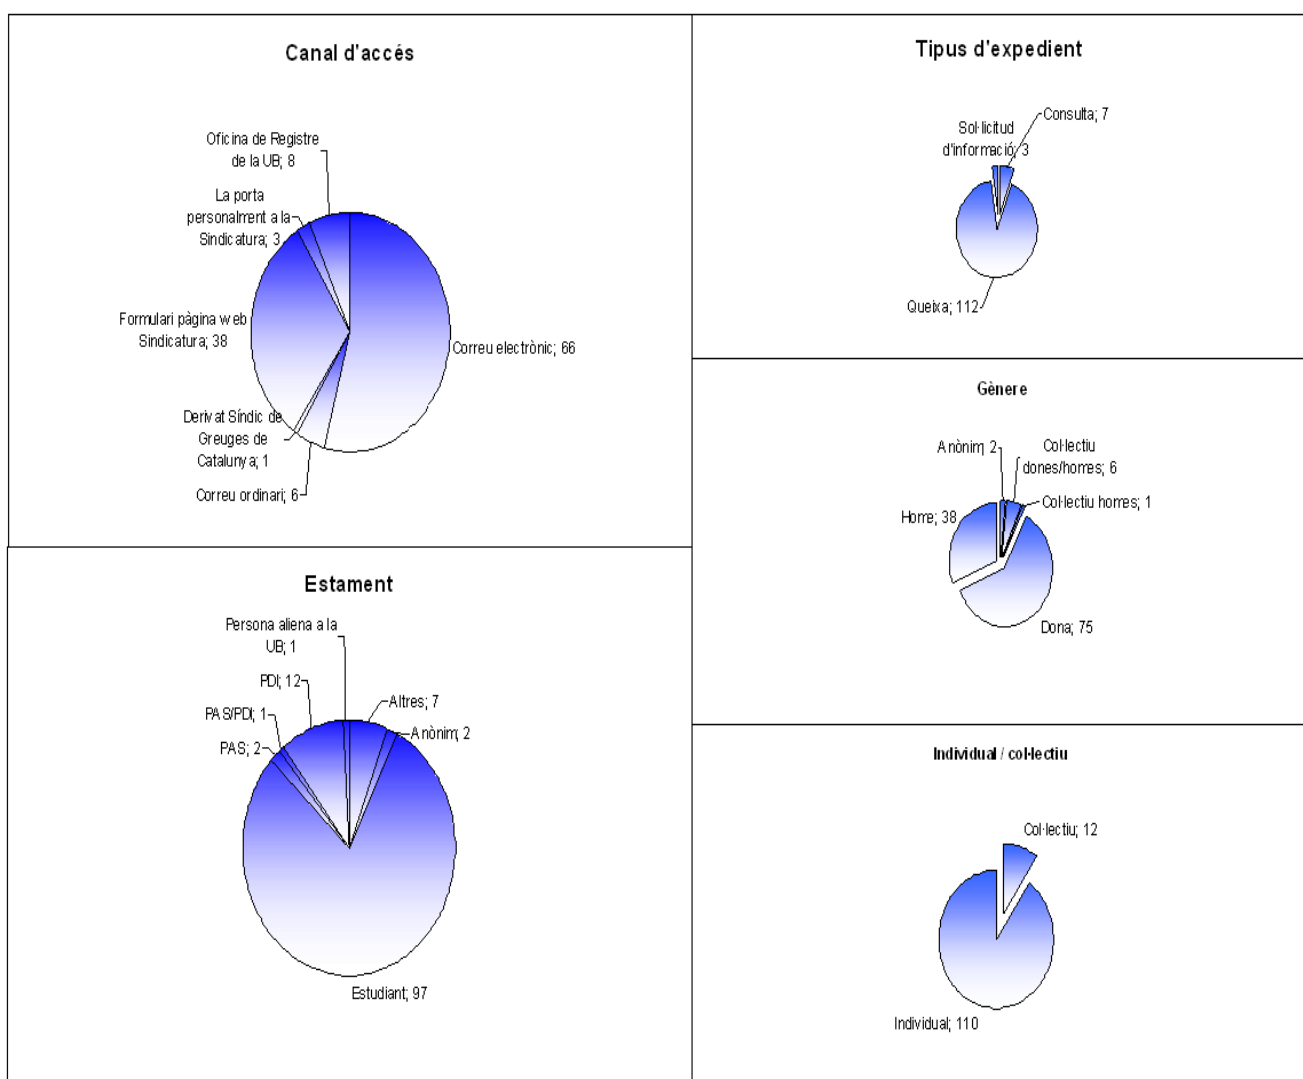 Canal d'accés
Oficina de Registre
de la UB; 8
La porta
personalment a la
Sindicatura; 3
Formulari pàgina web
Sindicatura; 38
Correu electrònic; 66
Derivat Síndic de
Greuges de
Catalunya; 1
Correu ordinari; 6
Estament
Persona aliena a la
UB; 1
PDI; 12
PAS/PDI; 1
PAS; 2
Altres; 7
Anònim; 2
Estudiant; 97
Tipus d'expedient
Sol·licitud
d'informació; 3
Consulta; 7
Queixa; 112
Gènere
Anònim; 2
Col·lectiu
dones/homes; 6
Col·lectiu homes; 1
Home; 38
Dona; 75
Individual / col·lectiu
Col·lectiu; 12
Individual; 110